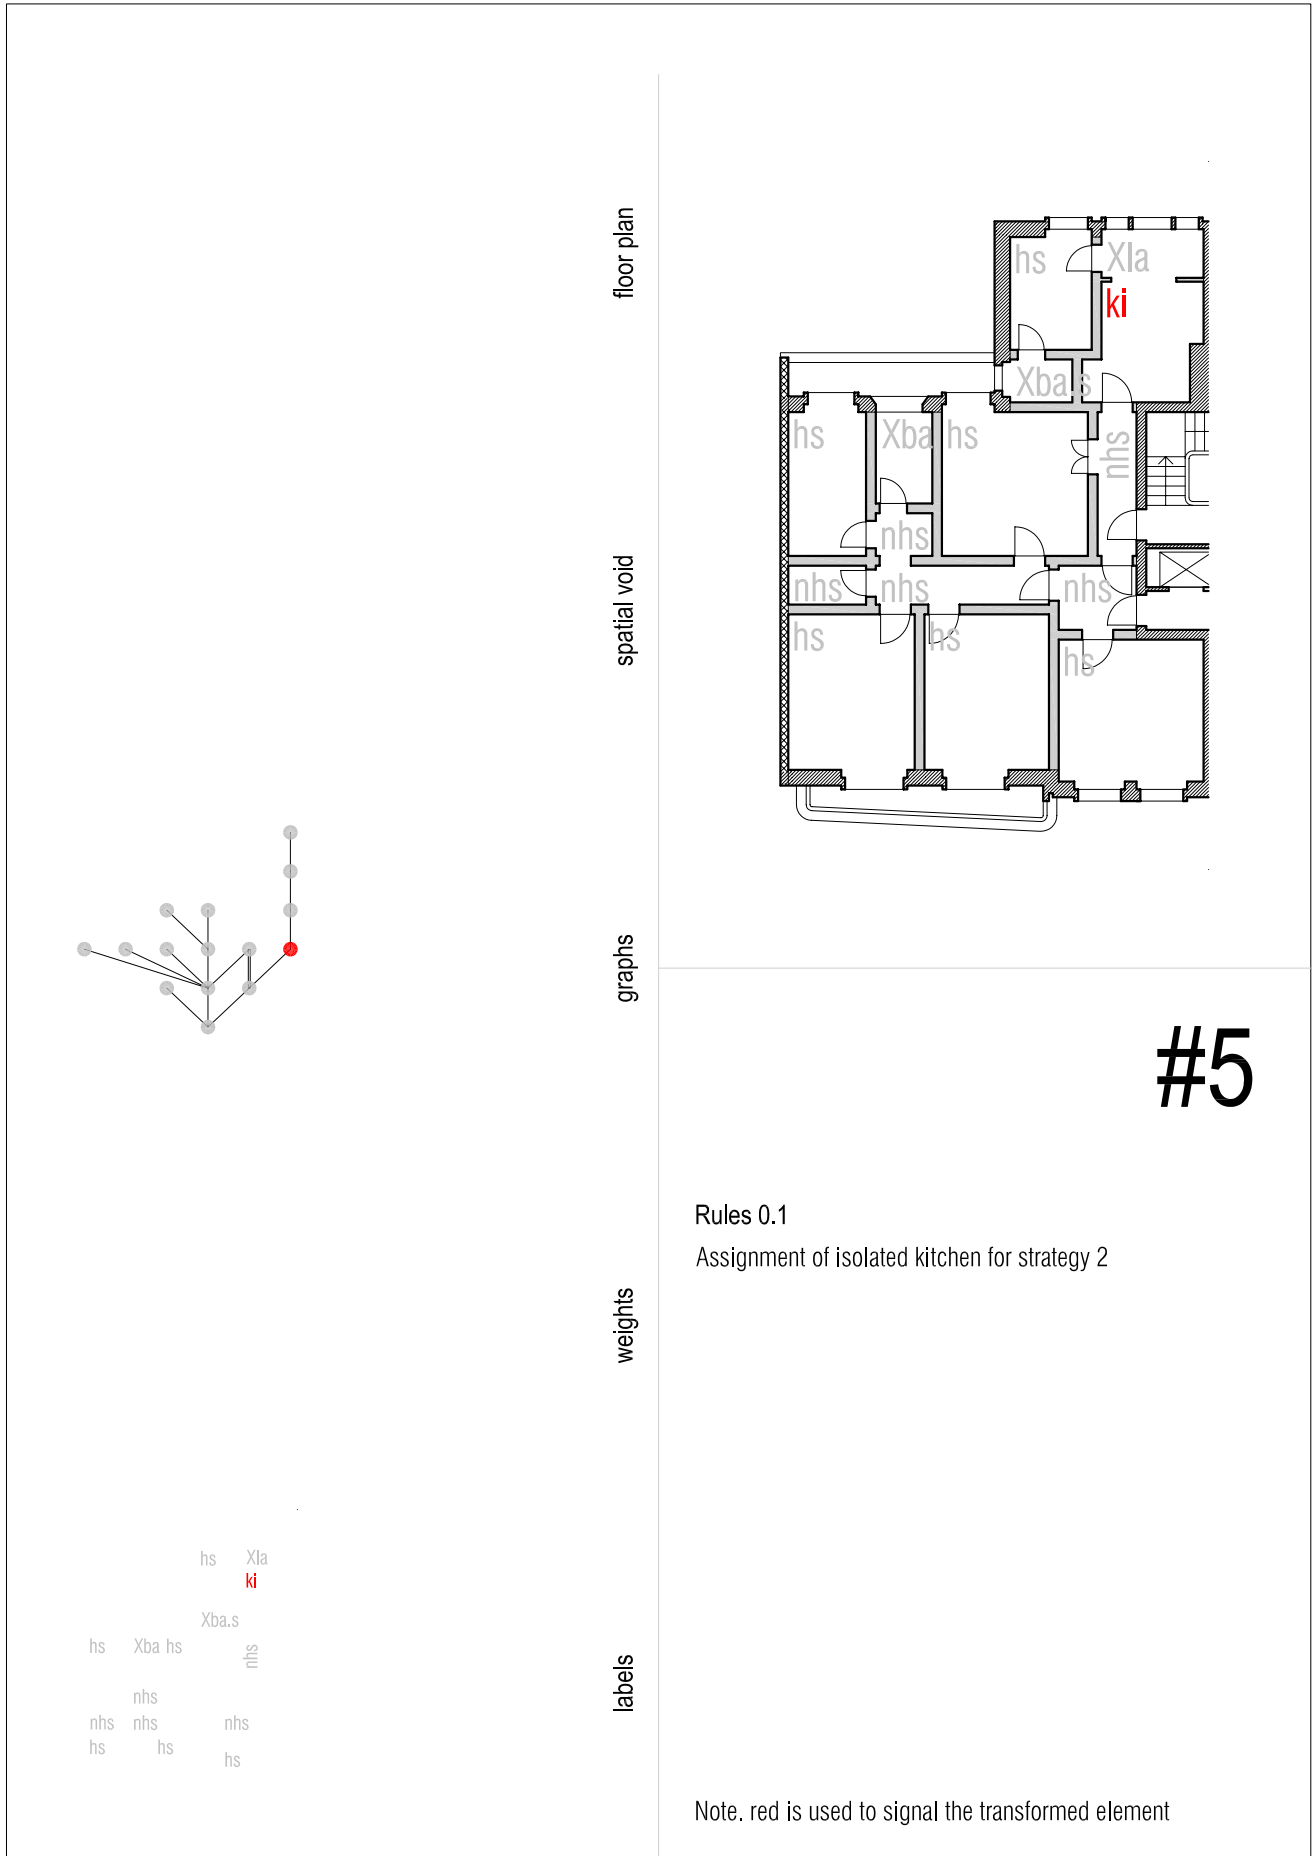 floor plan
hs
Xla
ki
Xba.s
hs
Xba
hs
nhs
nhs
nhs
nhs
nhs
hs
hs
hs
spatial void
graphs
#5
Rules 0.1
Assignment of isolated kitchen for strategy 2
weights
hs Xla
ki
Xba.s
hs Xba hs
nhs
nhs
nhs nhs nhs
hs hs
hs
labels
Note. red is used to signal the transformed element